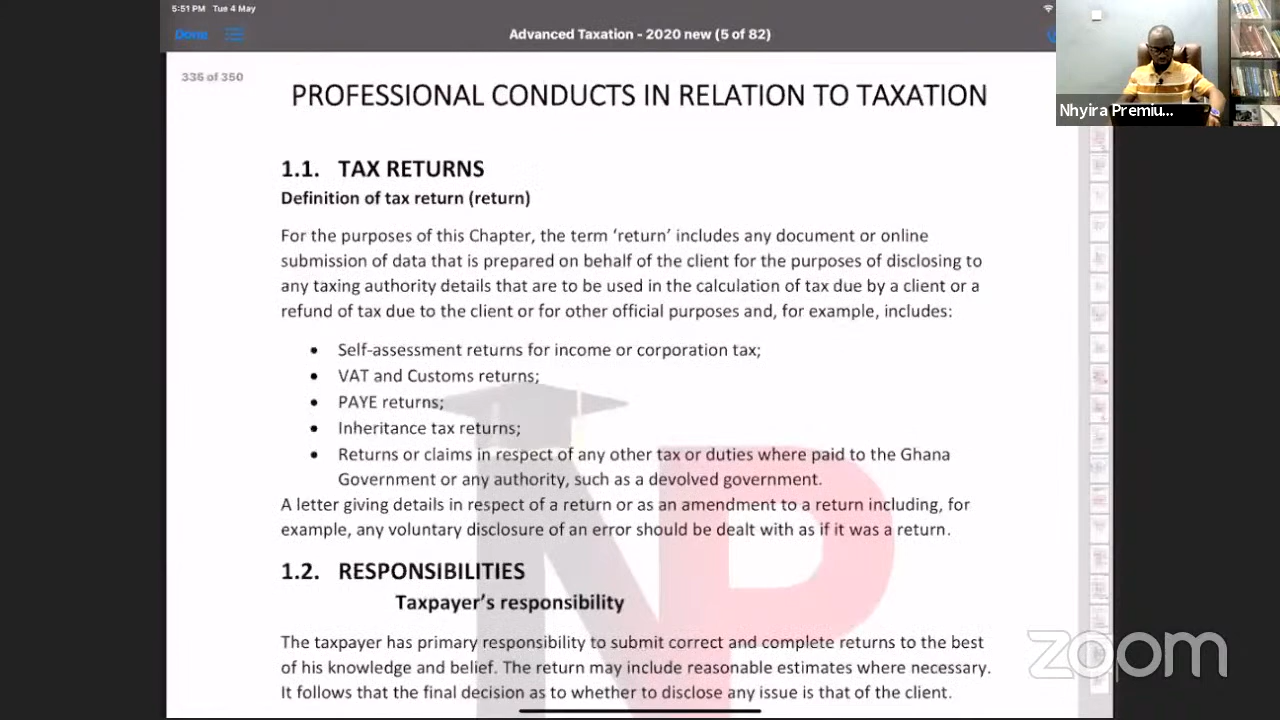 5:51 PM Tue 4 May
Done
Advanced Taxation - 2020 new (5 of 82)
336 of 350
Nhyira Premiu...
PROFESSIONAL CONDUCTS IN RELATION TO TAXATION
1.1. TAX RETURNS
Definition of tax return (return)
For the purposes of this Chapter, the term ‘return’ includes any document or online
submission of data that is prepared on behalf of the client for the purposes of disclosing to
any taxing authority details that are to be used in the calculation of tax due by a client or a
refund of tax due to the client or for other official purposes and, for example, includes:
• Self-assessment returns for income or corporation tax;
• VAT and Customs returns;
• PAYE returns;
• Inheritance tax returns;
• Returns or claims in respect of any other tax or duties where paid to the Ghana
Government or any authority, such as a devolved government.
A letter giving details in respect of a return or as an amendment to a return including, for
example, any voluntary disclosure of an error should be dealt with as if it was a return.
1.2. RESPONSIBILITIES
Taxpayer’s responsibility
The taxpayer has primary responsibility to submit correct and complete returns to the best
of his knowledge and belief. The return may include reasonable estimates where necessary.
It follows that the final decision as to whether to disclose any issue is that of the client.
NP
zoom